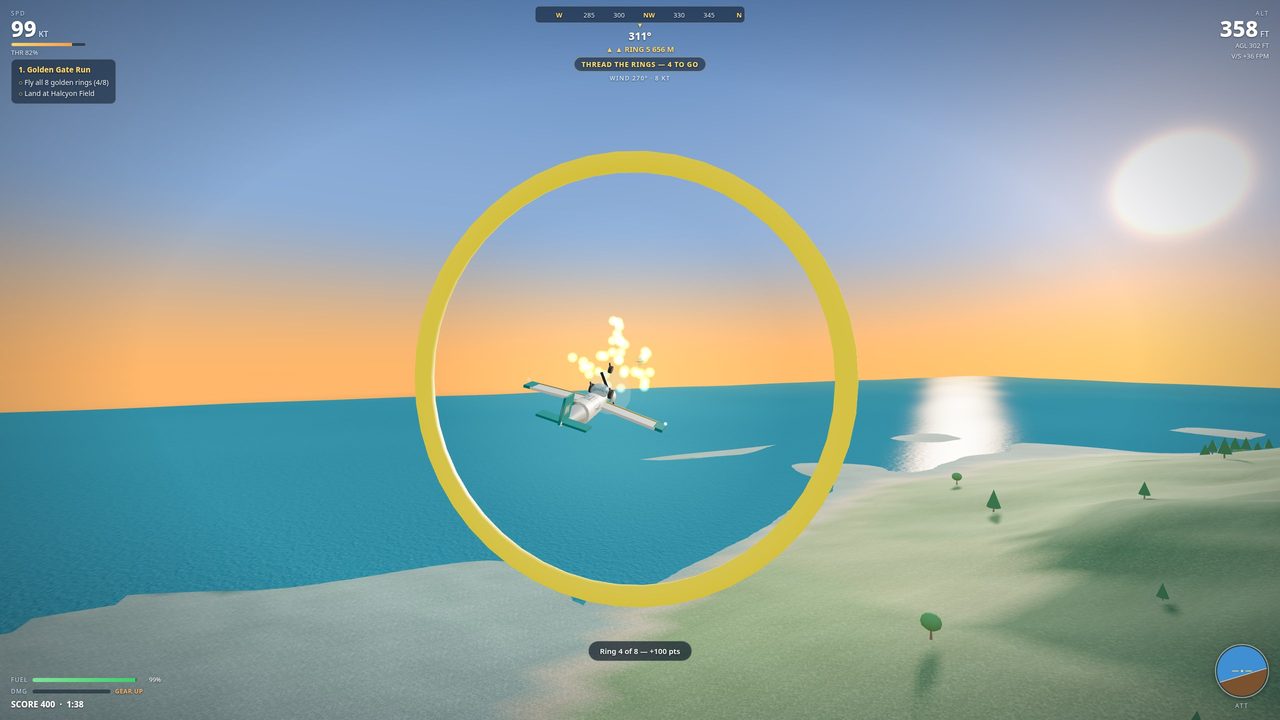 SPD
99 KT
THR 82%
1. Golden Gate Run
○ Fly all 8 golden rings (4/8)
○ Land at Halcyon Field
W 285 300 NW 330 345 N
311°
▲ ▲ RING 5 656 M
THREAD THE RINGS — 4 TO GO
WIND 270° · 8 KT
ALT
358 FT
AGL 302 FT
V/S +36 FPM
Ring 4 of 8 — +100 pts
FUEL 99%
DMG GEAR UP
SCORE 400 · 1:38
ATT